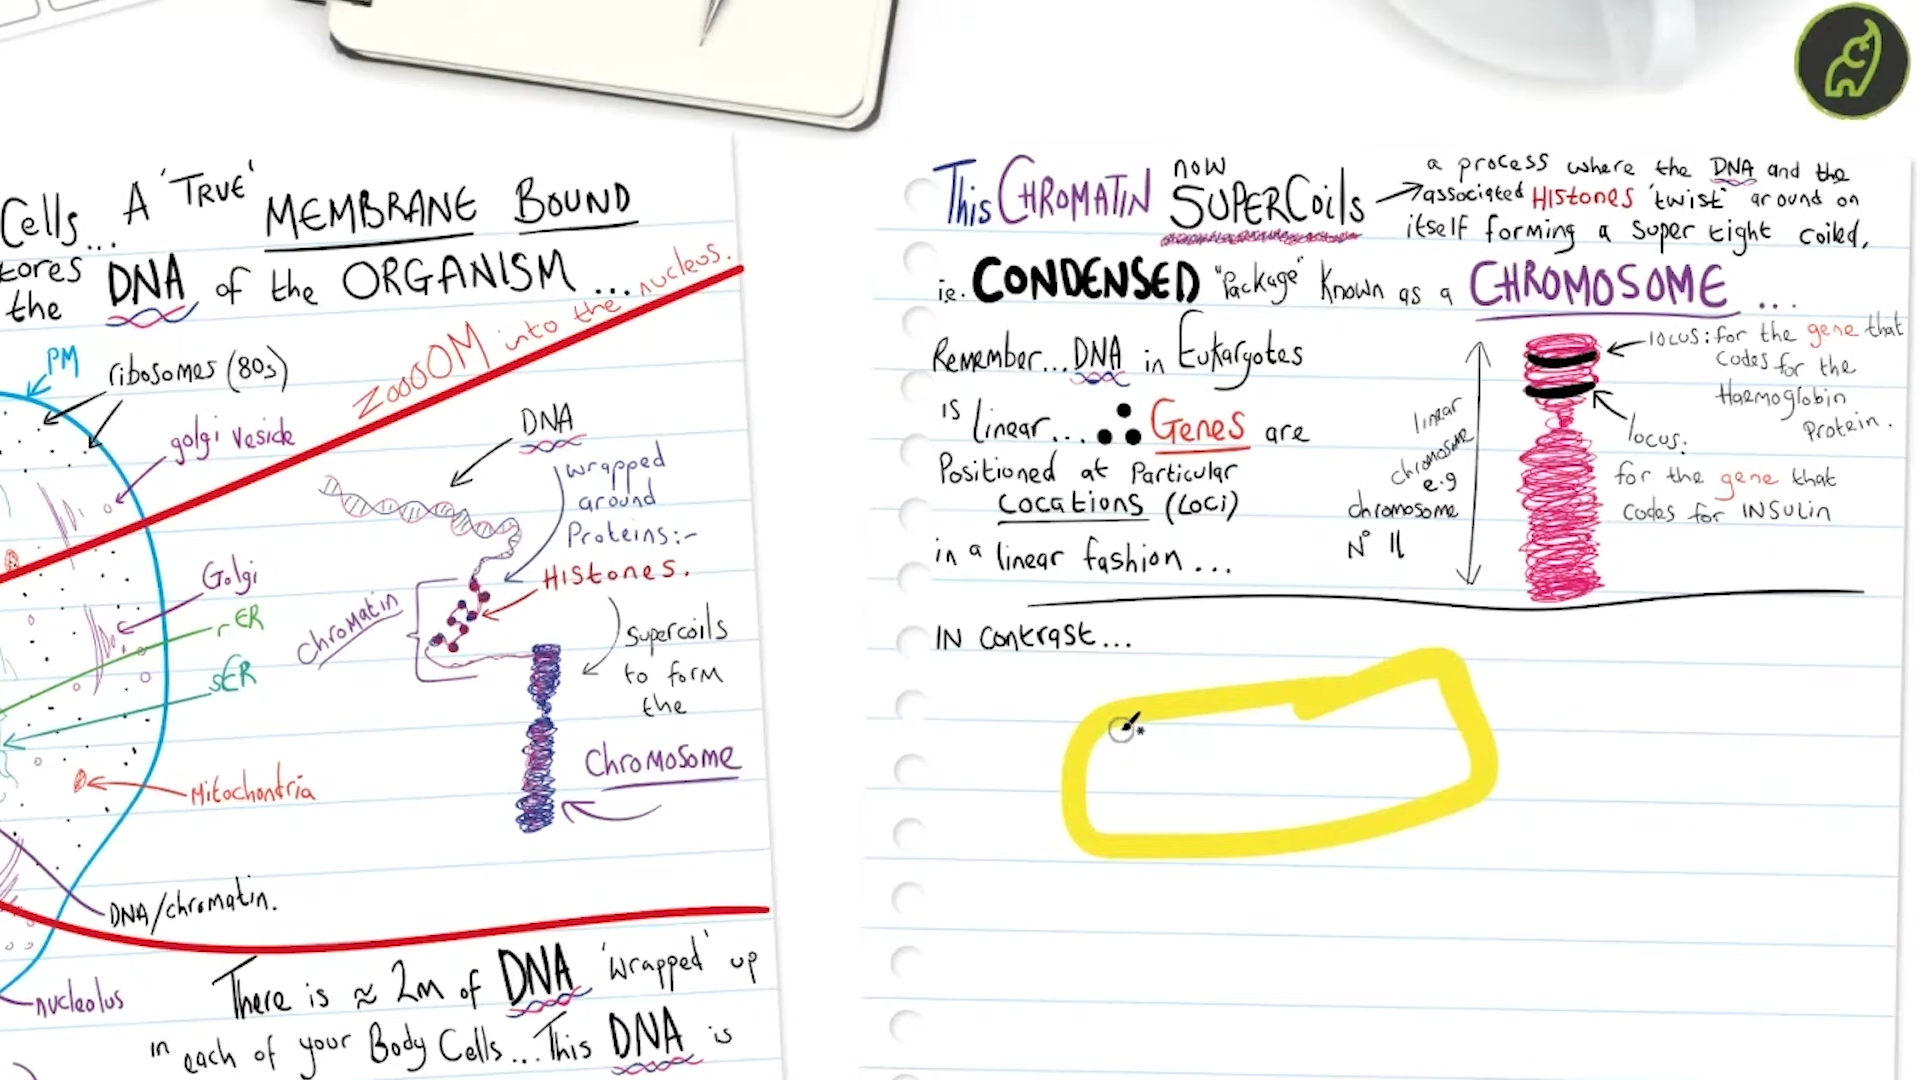 Cells... A 'TRUE' MEMBRANE BOUND
tores the DNA of the ORGANISM ...
ZoooOM into the nucleus.
PM
ribosomes (80s)
golgi vesicle
Golgi
rER
sER
Mitochondria
DNA/chromatin.
nucleolus
DNA
wrapped
around
Proteins:-
HIStones.
chromatin
Supercoils
to form
the
Chromosome
There is ≈ 2m of DNA 'wrapped' up
in each of your Body Cells... This DNA is
This CHROMATIN now SUPERCoils
a process where the DNA and the
associated HIStones 'twist' around on
itself forming a super tight coiled,
ie. CONDENSED "Package" Known as a CHROMOSOME ...
Remember... DNA in Eukaryotes
is linear... ∴ Genes are
Positioned at Particular
Locations (Loci)
in a linear fashion...
linear
chromosome
e.g
chromosome
Nº 11
locus: for the gene that
codes for the
Haemoglobin
Protein.
locus:
for the gene that
codes for INSulin
IN contrast...